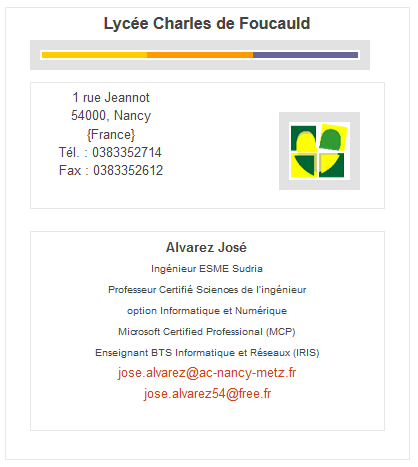 Lycée Charles de Foucauld
1 rue Jeannot
54000, Nancy
{France}
Tél. : 0383352714
Fax : 0383352612
Alvarez José
Ingénieur ESME Sudria
Professeur Certifié Sciences de l'ingénieur
option Informatique et Numérique
Microsoft Certified Professional (MCP)
Enseignant BTS Informatique et Réseaux (IRIS)
jose.alvarez@ac-nancy-metz.fr
jose.alvarez54@free.fr